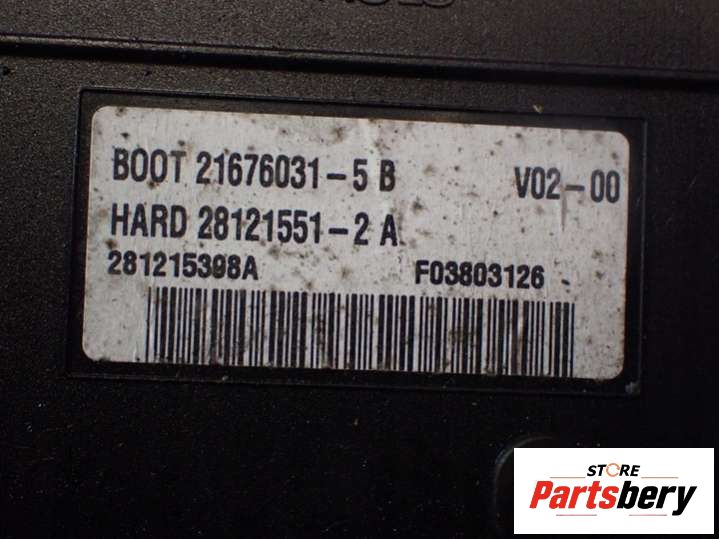 BOOT 21676031-5 B V02-00
HARD 28121551-2 A
281215398A F03803126
STORE
Partsbery